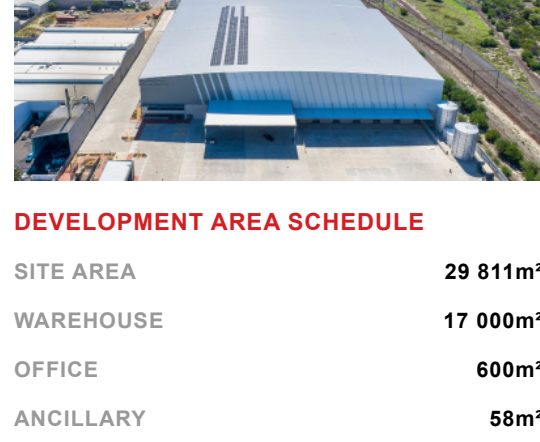 DEVELOPMENT AREA SCHEDULE
SITE AREA 29 811m²
WAREHOUSE 17 000m²
OFFICE 600m²
ANCILLARY 58m²